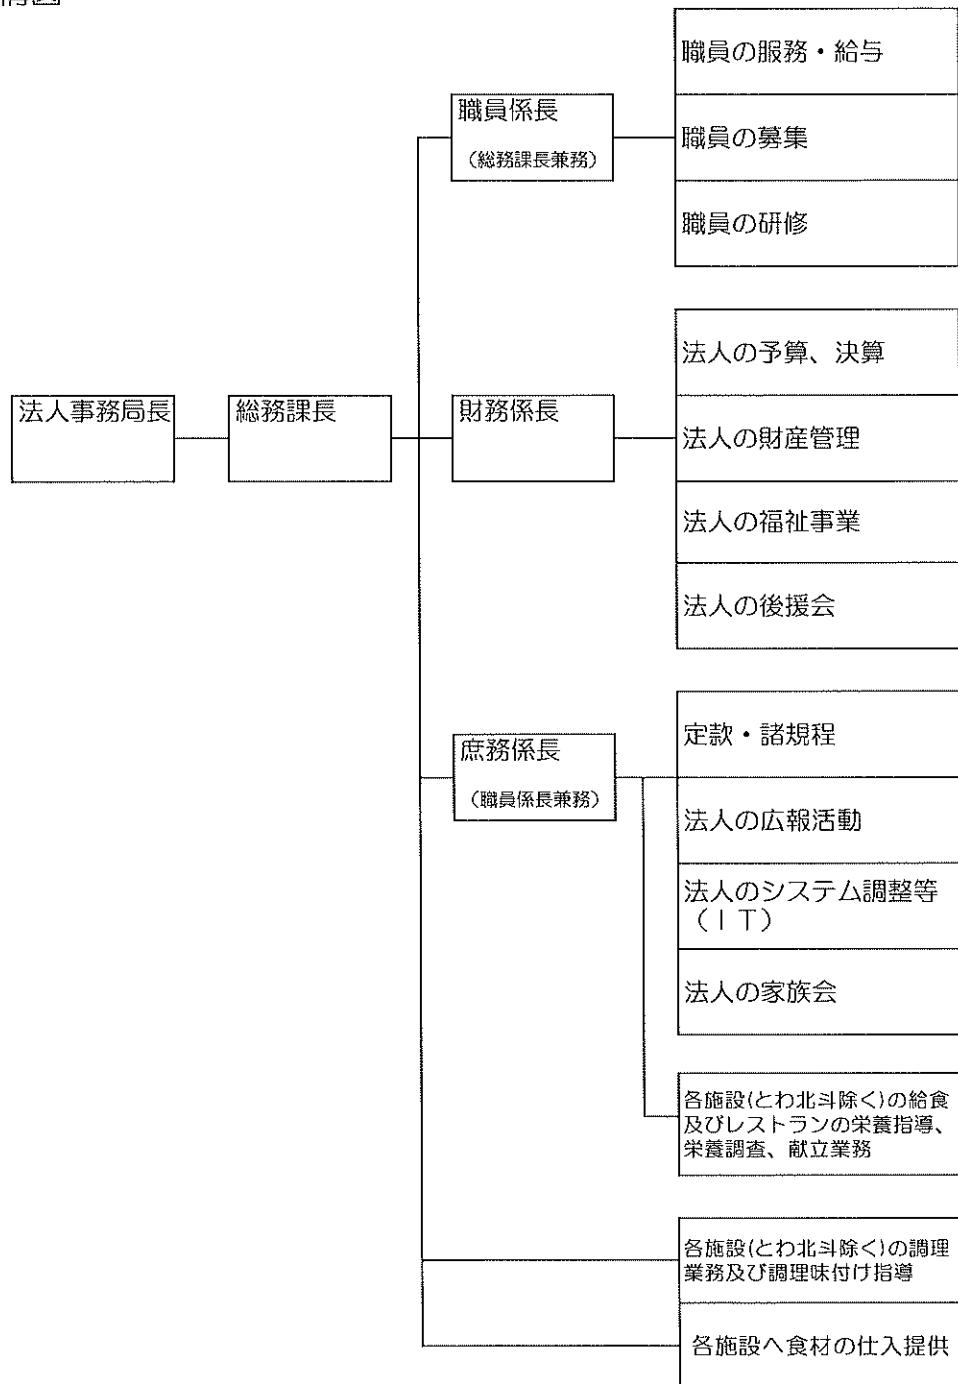 職員の服務・給与
職員係長
(総務課長兼務)
職員の募集
職員の研修
法人の予算、決算
法人事務局長
総務課長
財務係長
法人の財産管理
法人の福祉事業
法人の後援会
定款・諸規程
庶務係長
(職員係長兼務)
法人の広報活動
法人のシステム調整等
(IT)
法人の家族会
各施設(とわ北斗除く)の給食
及びレストランの栄養指導、
栄養調査、献立業務
各施設(とわ北斗除く)の調理
業務及び調理味付け指導
各施設へ食材の仕入提供